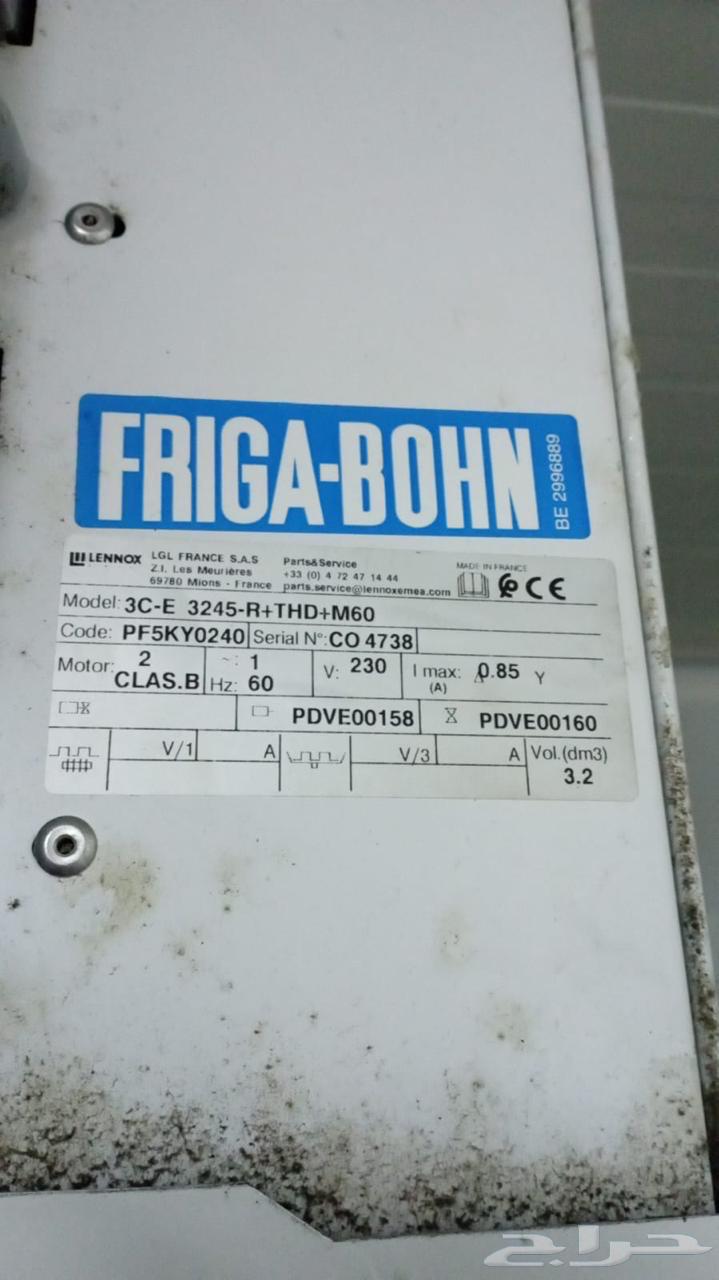 FRIGA-BOHN
BE 2996889
LENNOX
LGL FRANCE S.A.S
Z.I. Les Meurières
69780 Mions - France
Parts&Service
+33 (0) 4 72 47 14 44
parts.service@lennoxemea.com
MADE IN FRANCE
CE
Model: 3C-E 3245-R+THD+M60
Code: PF5KY0240 Serial N°: CO 4738
Motor: 2 ~: 1 V: 230 I max: 0.85 Y
CLAS.B Hz: 60 (A) Δ
PDVE00158 PDVE00160
V/1 A V/3 A Vol.(dm3)
3.2
حراج